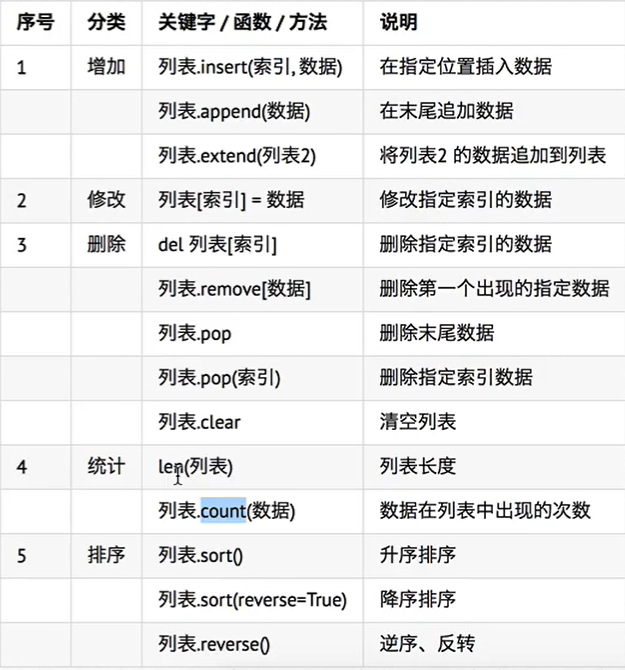 序号 分类 关键字 / 函数 / 方法 说明
1 增加 列表.insert(索引, 数据) 在指定位置插入数据
列表.append(数据) 在末尾追加数据
列表.extend(列表2) 将列表2 的数据追加到列表
2 修改 列表[索引] = 数据 修改指定索引的数据
3 删除 del 列表[索引] 删除指定索引的数据
列表.remove[数据] 删除第一个出现的指定数据
列表.pop 删除末尾数据
列表.pop(索引) 删除指定索引数据
列表.clear 清空列表
4 统计 len(列表) 列表长度
列表.count(数据) 数据在列表中出现的次数
5 排序 列表.sort() 升序排序
列表.sort(reverse=True) 降序排序
列表.reverse() 逆序、反转